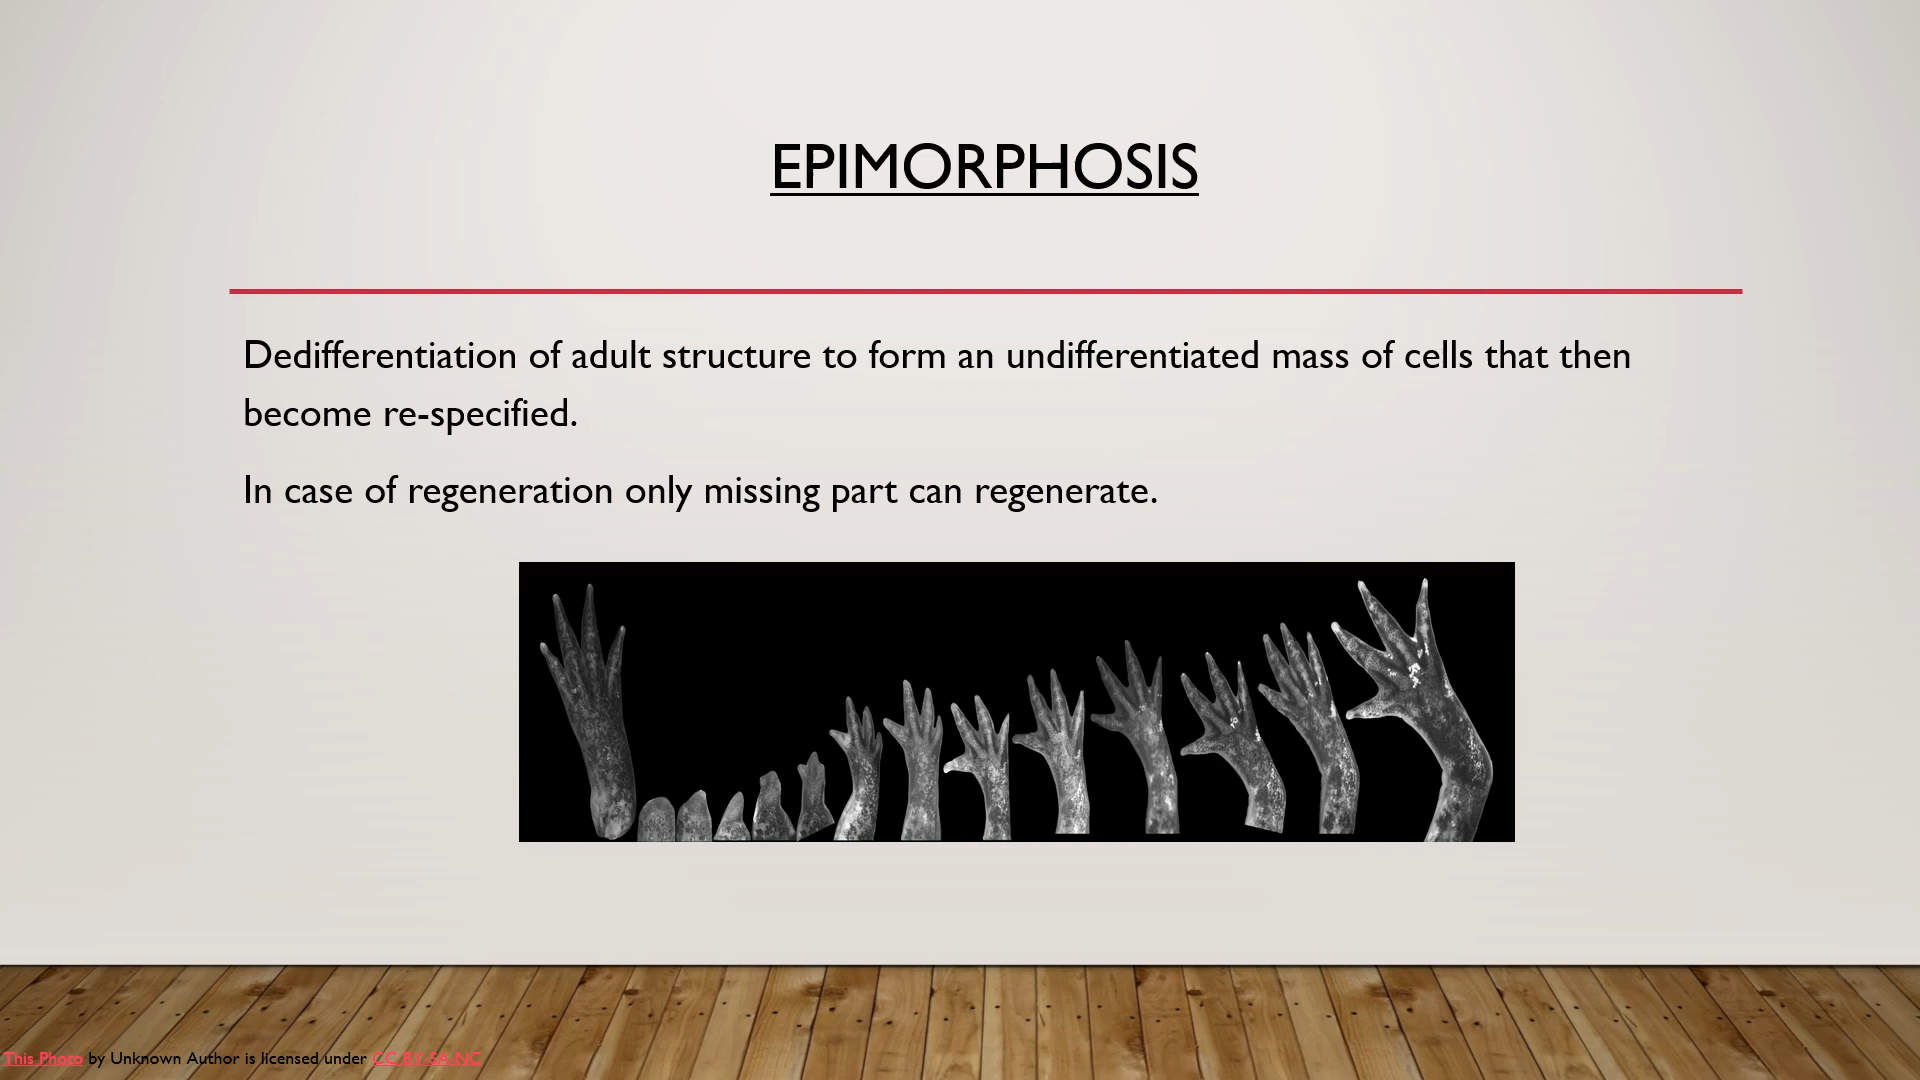 EPIMORPHOSIS
Dedifferentiation of adult structure to form an undifferentiated mass of cells that then
become re-specified.
In case of regeneration only missing part can regenerate.
This Photo by Unknown Author is licensed under CC BY-SA-NC